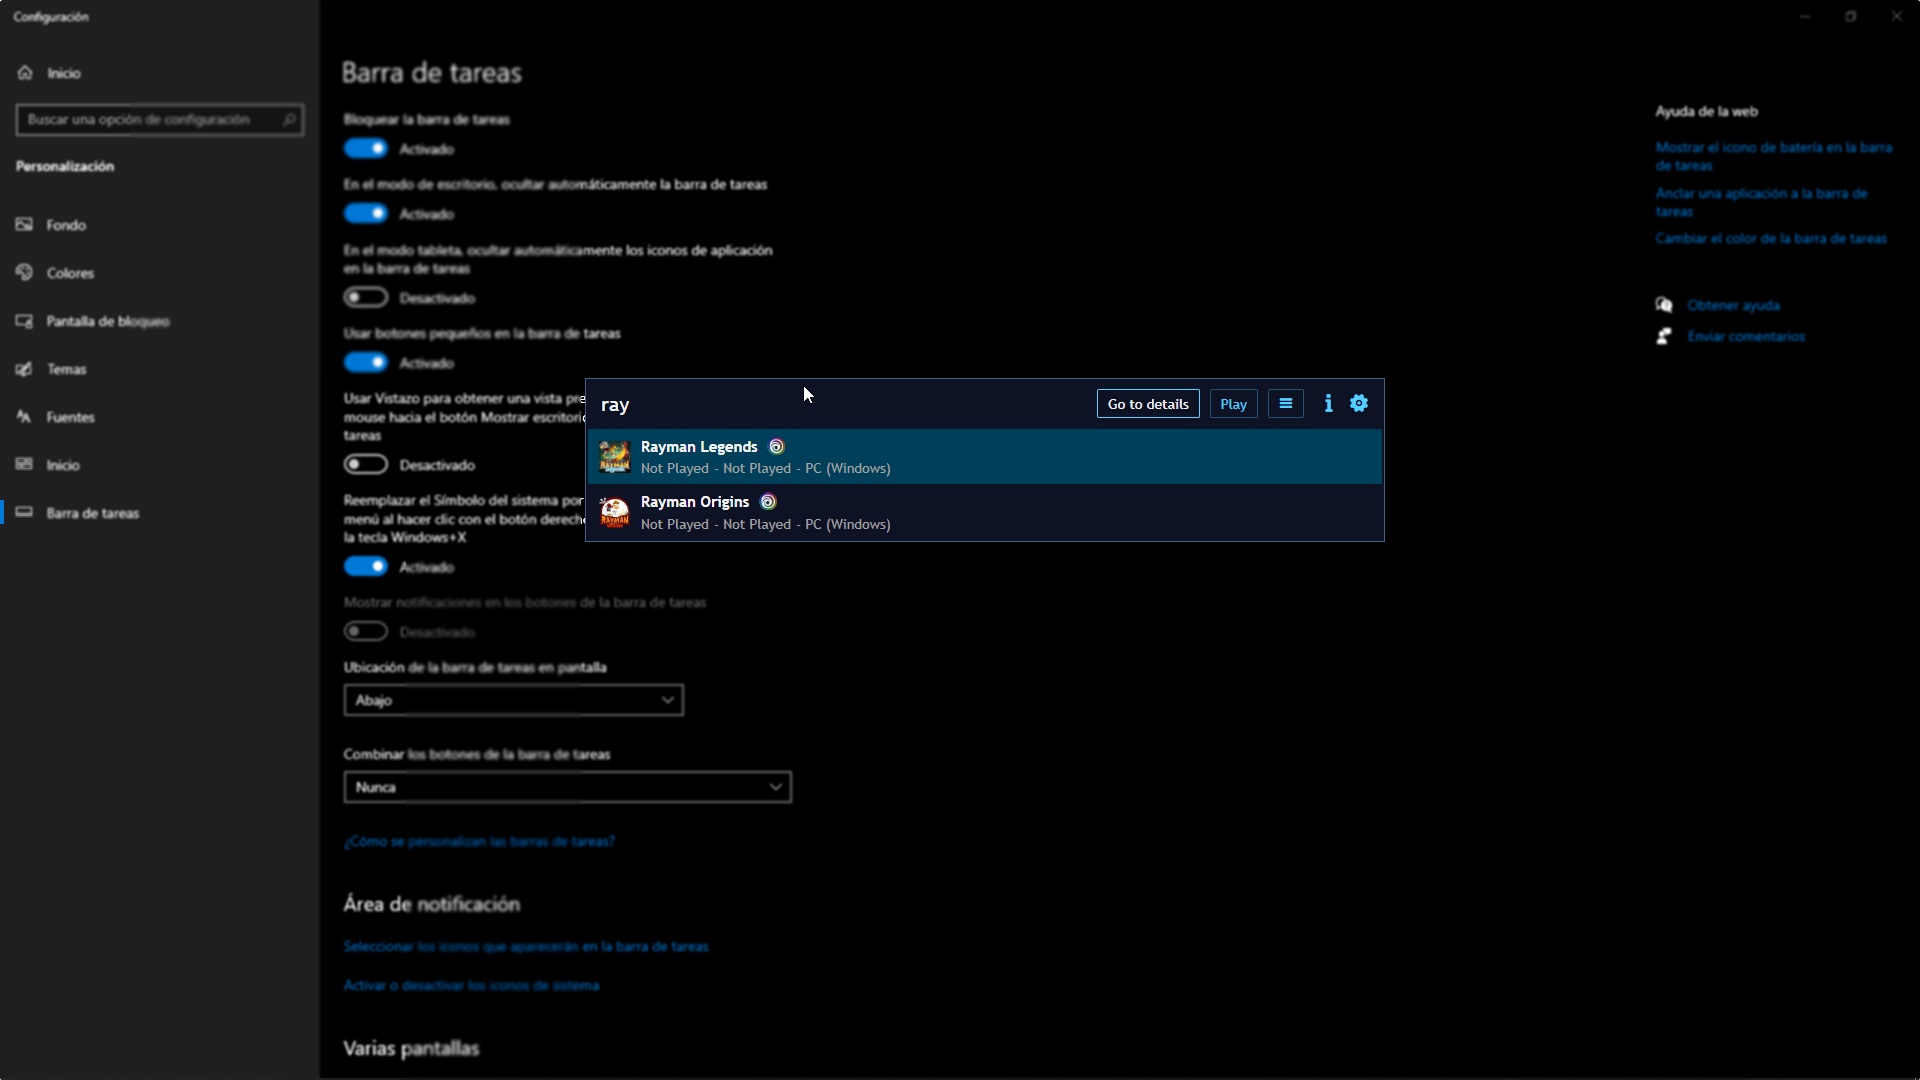 Configuración
Inicio
Buscar una opción de configuración
Personalización
Fondo
Colores
Pantalla de bloqueo
Temas
Fuentes
Inicio
Barra de tareas
Barra de tareas
Bloquear la barra de tareas
Activado
En el modo de escritorio, ocultar automáticamente la barra de tareas
Activado
En el modo tableta, ocultar automáticamente los iconos de aplicación
en la barra de tareas
Desactivado
Usar botones pequeños en la barra de tareas
Activado
Usar Vistazo para obtener una vista pre
mouse hacia el botón Mostrar escritorio
tareas
Desactivado
Reemplazar el Símbolo del sistema por
menú al hacer clic con el botón derech
la tecla Windows+X
Activado
Mostrar notificaciones en los botones de la barra de tareas
Desactivado
Ubicación de la barra de tareas en pantalla
Abajo
Combinar los botones de la barra de tareas
Nunca
¿Cómo se personalizan las barras de tareas?
Área de notificación
Seleccionar los iconos que aparecerán en la barra de tareas
Activar o desactivar los iconos de sistema
Varias pantallas
ray
Go to details
Play
Rayman Legends
Not Played - Not Played - PC (Windows)
Rayman Origins
Not Played - Not Played - PC (Windows)
Ayuda de la web
Mostrar el icono de batería en la barra
de tareas
Anclar una aplicación a la barra de
tareas
Cambiar el color de la barra de tareas
Obtener ayuda
Enviar comentarios